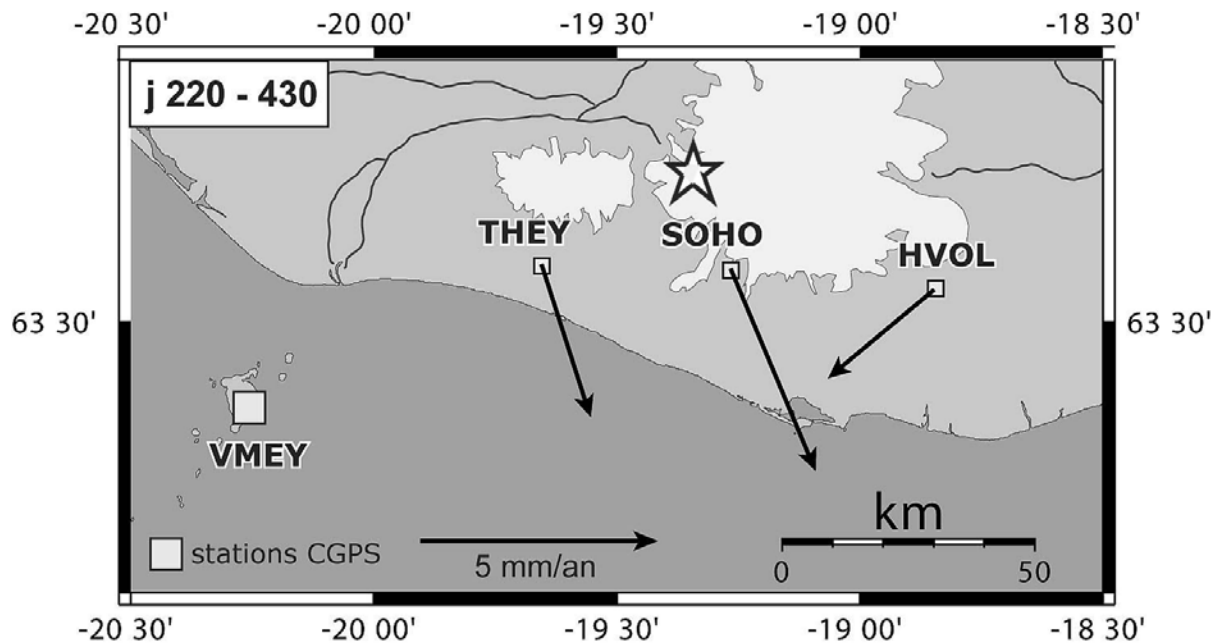 -20 30' -20 00' -19 30' -19 00' -18 30'
j 220 - 430
THEY SOHO HVOL
63 30' 63 30'
VMEY
km
stations CGPS
5 mm/an
0 50
-20 30' -20 00' -19 30' -19 00' -18 30'